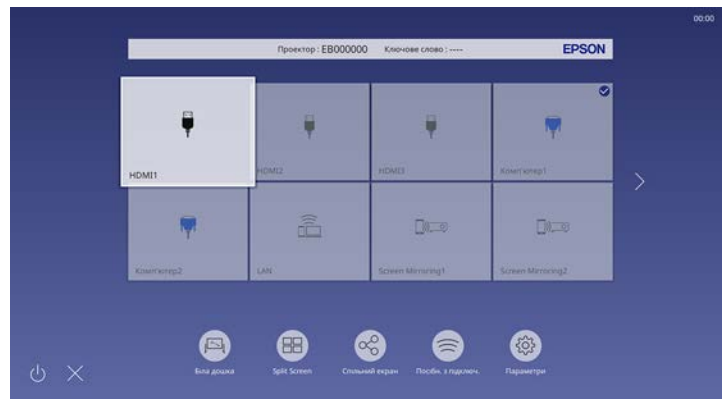 00:00
Проектор : EB000000 Ключове слово : ---- EPSON
HDMI1 HDMI2 HDMI3 Комп'ютер1
Комп'ютер2 LAN Screen Mirroring1 Screen Mirroring2
Біла дошка Split Screen Спільний екран Посібн. з підключ. Параметри